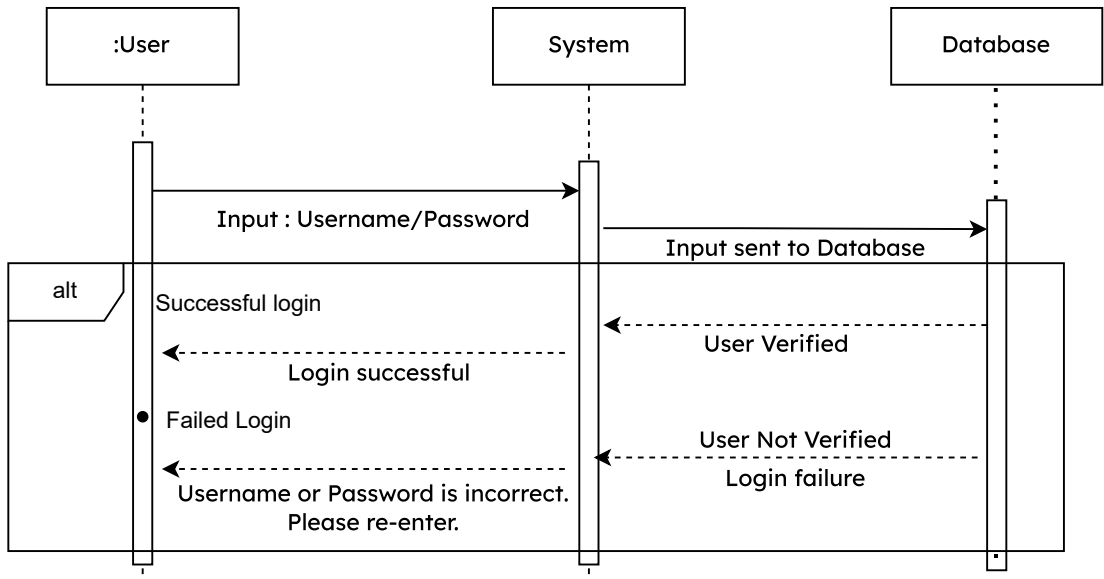 :User
System
Database
Input : Username/Password
Input sent to Database
alt
Successful login
User Verified
Login successful
Failed Login
User Not Verified
Login failure
Username or Password is incorrect.
Please re-enter.